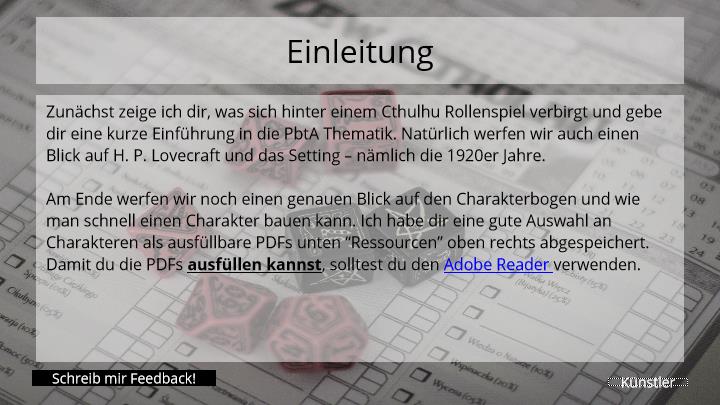 Einleitung
Zunächst zeige ich dir, was sich hinter einem Cthulhu Rollenspiel verbirgt und gebe
dir eine kurze Einführung in die PbtA Thematik. Natürlich werfen wir auch einen
Blick auf H. P. Lovecraft und das Setting – nämlich die 1920er Jahre.
Am Ende werfen wir noch einen genauen Blick auf den Charakterbogen und wie
man schnell einen Charakter bauen kann. Ich habe dir eine gute Auswahl an
Charakteren als ausfüllbare PDFs unten “Ressourcen” oben rechts abgespeichert.
Damit du die PDFs ausfüllen kannst, solltest du den Adobe Reader verwenden.
Schreib mir Feedback!
Künstler